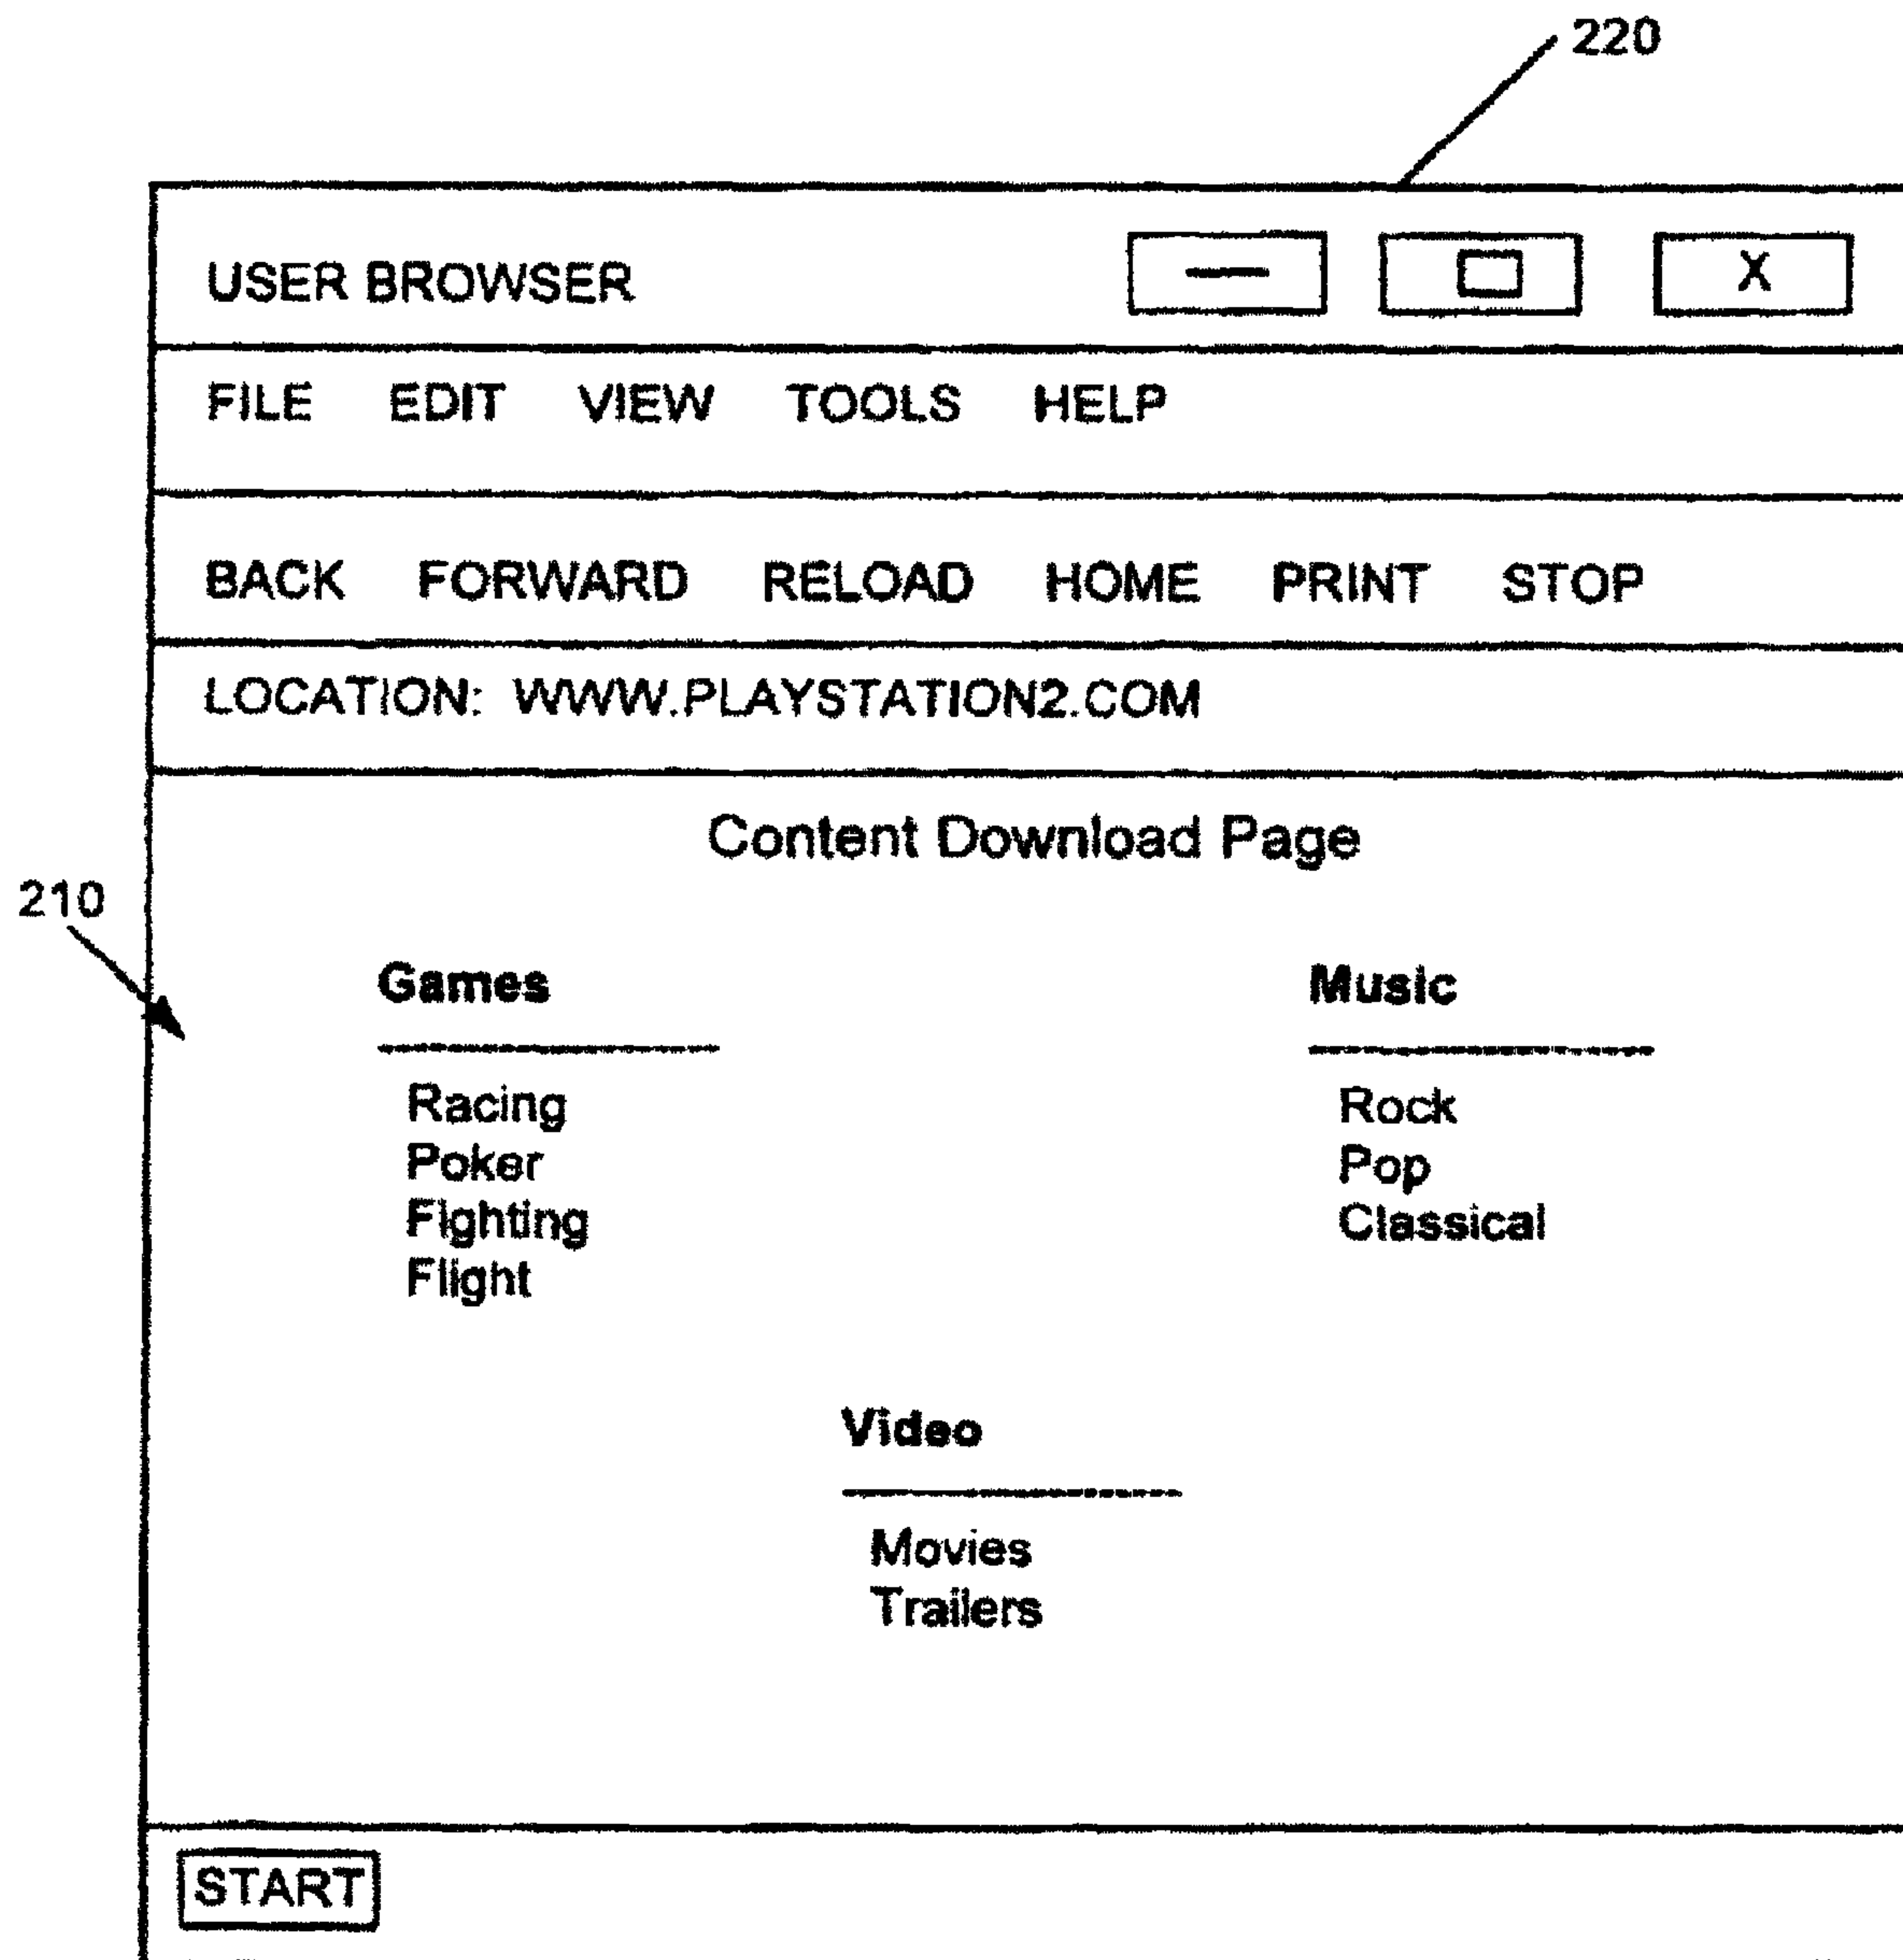 220
USER BROWSER X
FILE EDIT VIEW TOOLS HELP
BACK FORWARD RELOAD HOME PRINT STOP
LOCATION: WWW.PLAYSTATION2.COM
Content Download Page
210
Games
Racing
Poker
Fighting
Flight
Music
Rock
Pop
Classical
Video
Movies
Trailers
START